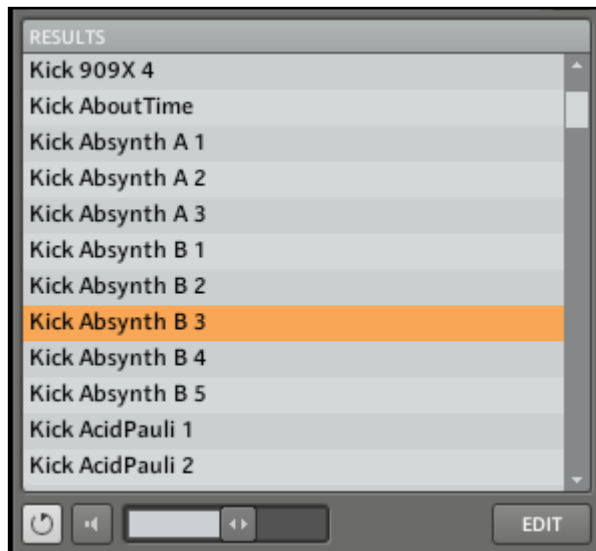 RESULTS
Kick 909X 4
Kick AboutTime
Kick Absynth A 1
Kick Absynth A 2
Kick Absynth A 3
Kick Absynth B 1
Kick Absynth B 2
Kick Absynth B 3
Kick Absynth B 4
Kick Absynth B 5
Kick AcidPauli 1
Kick AcidPauli 2
EDIT